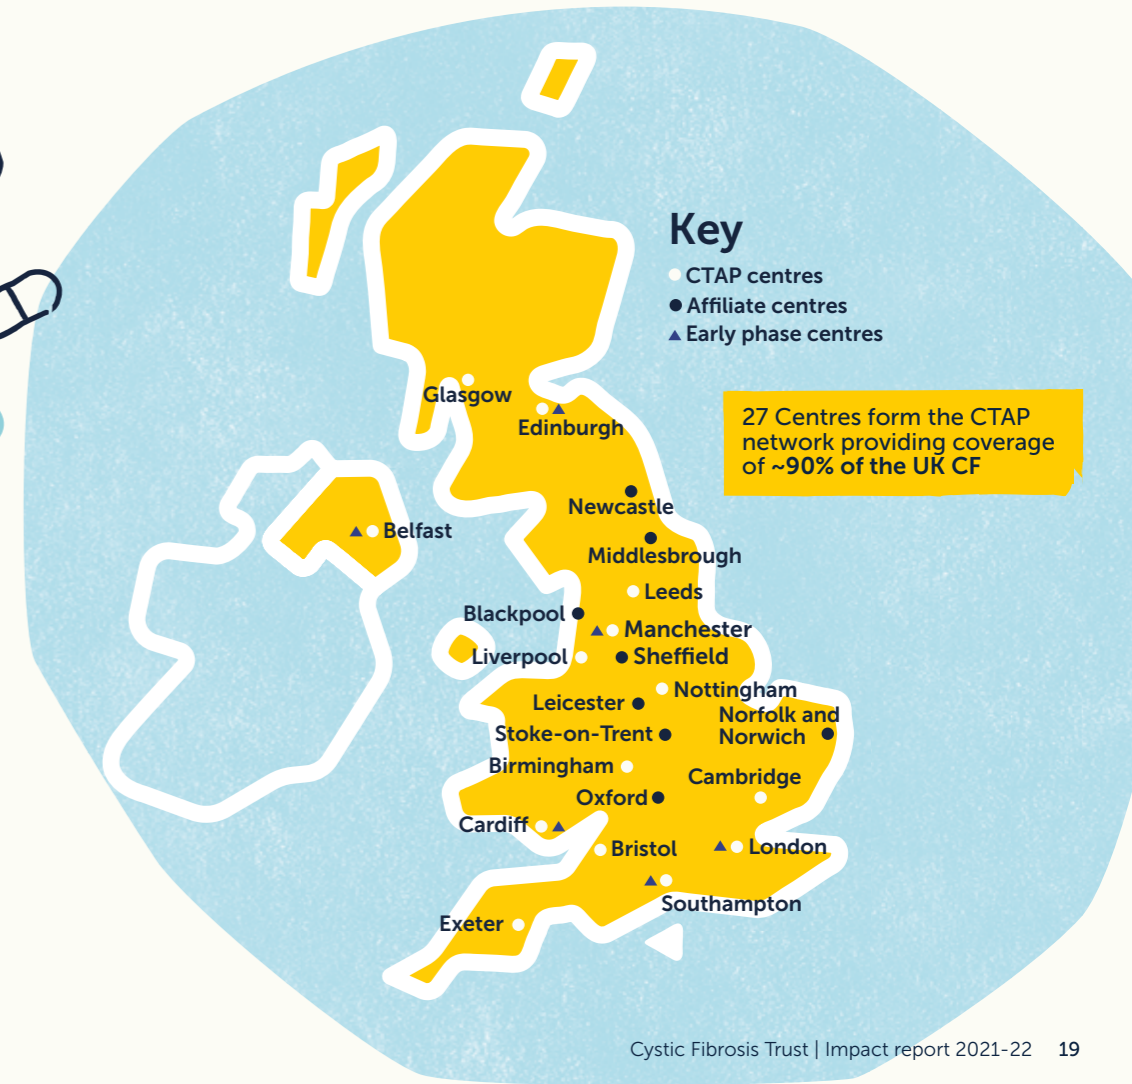 Key
CTAP centres
Affiliate centres
Early phase centres
Glasgow
Edinburgh
27 Centres form the CTAP
network providing coverage
of ~90% of the UK CF
Newcastle
Belfast
Middlesbrough
Leeds
Blackpool
Manchester
Liverpool
Sheffield
Nottingham
Leicester
Norfolk and
Norwich
Stoke-on-Trent
Birmingham
Cambridge
Oxford
Cardiff
Bristol
London
Southampton
Exeter
Cystic Fibrosis Trust | Impact report 2021-22 19